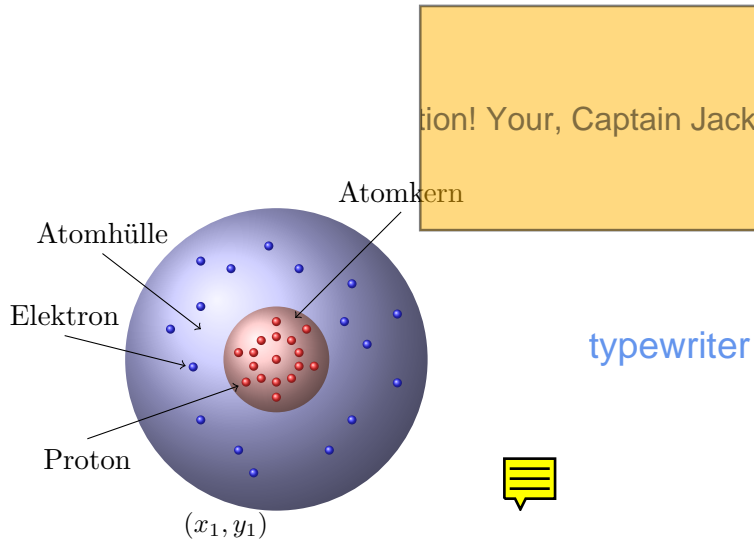 tion! Your, Captain Jack
Atomkern
Atomhülle
Elektron
typewriter
Proton
(x₁, y₁)